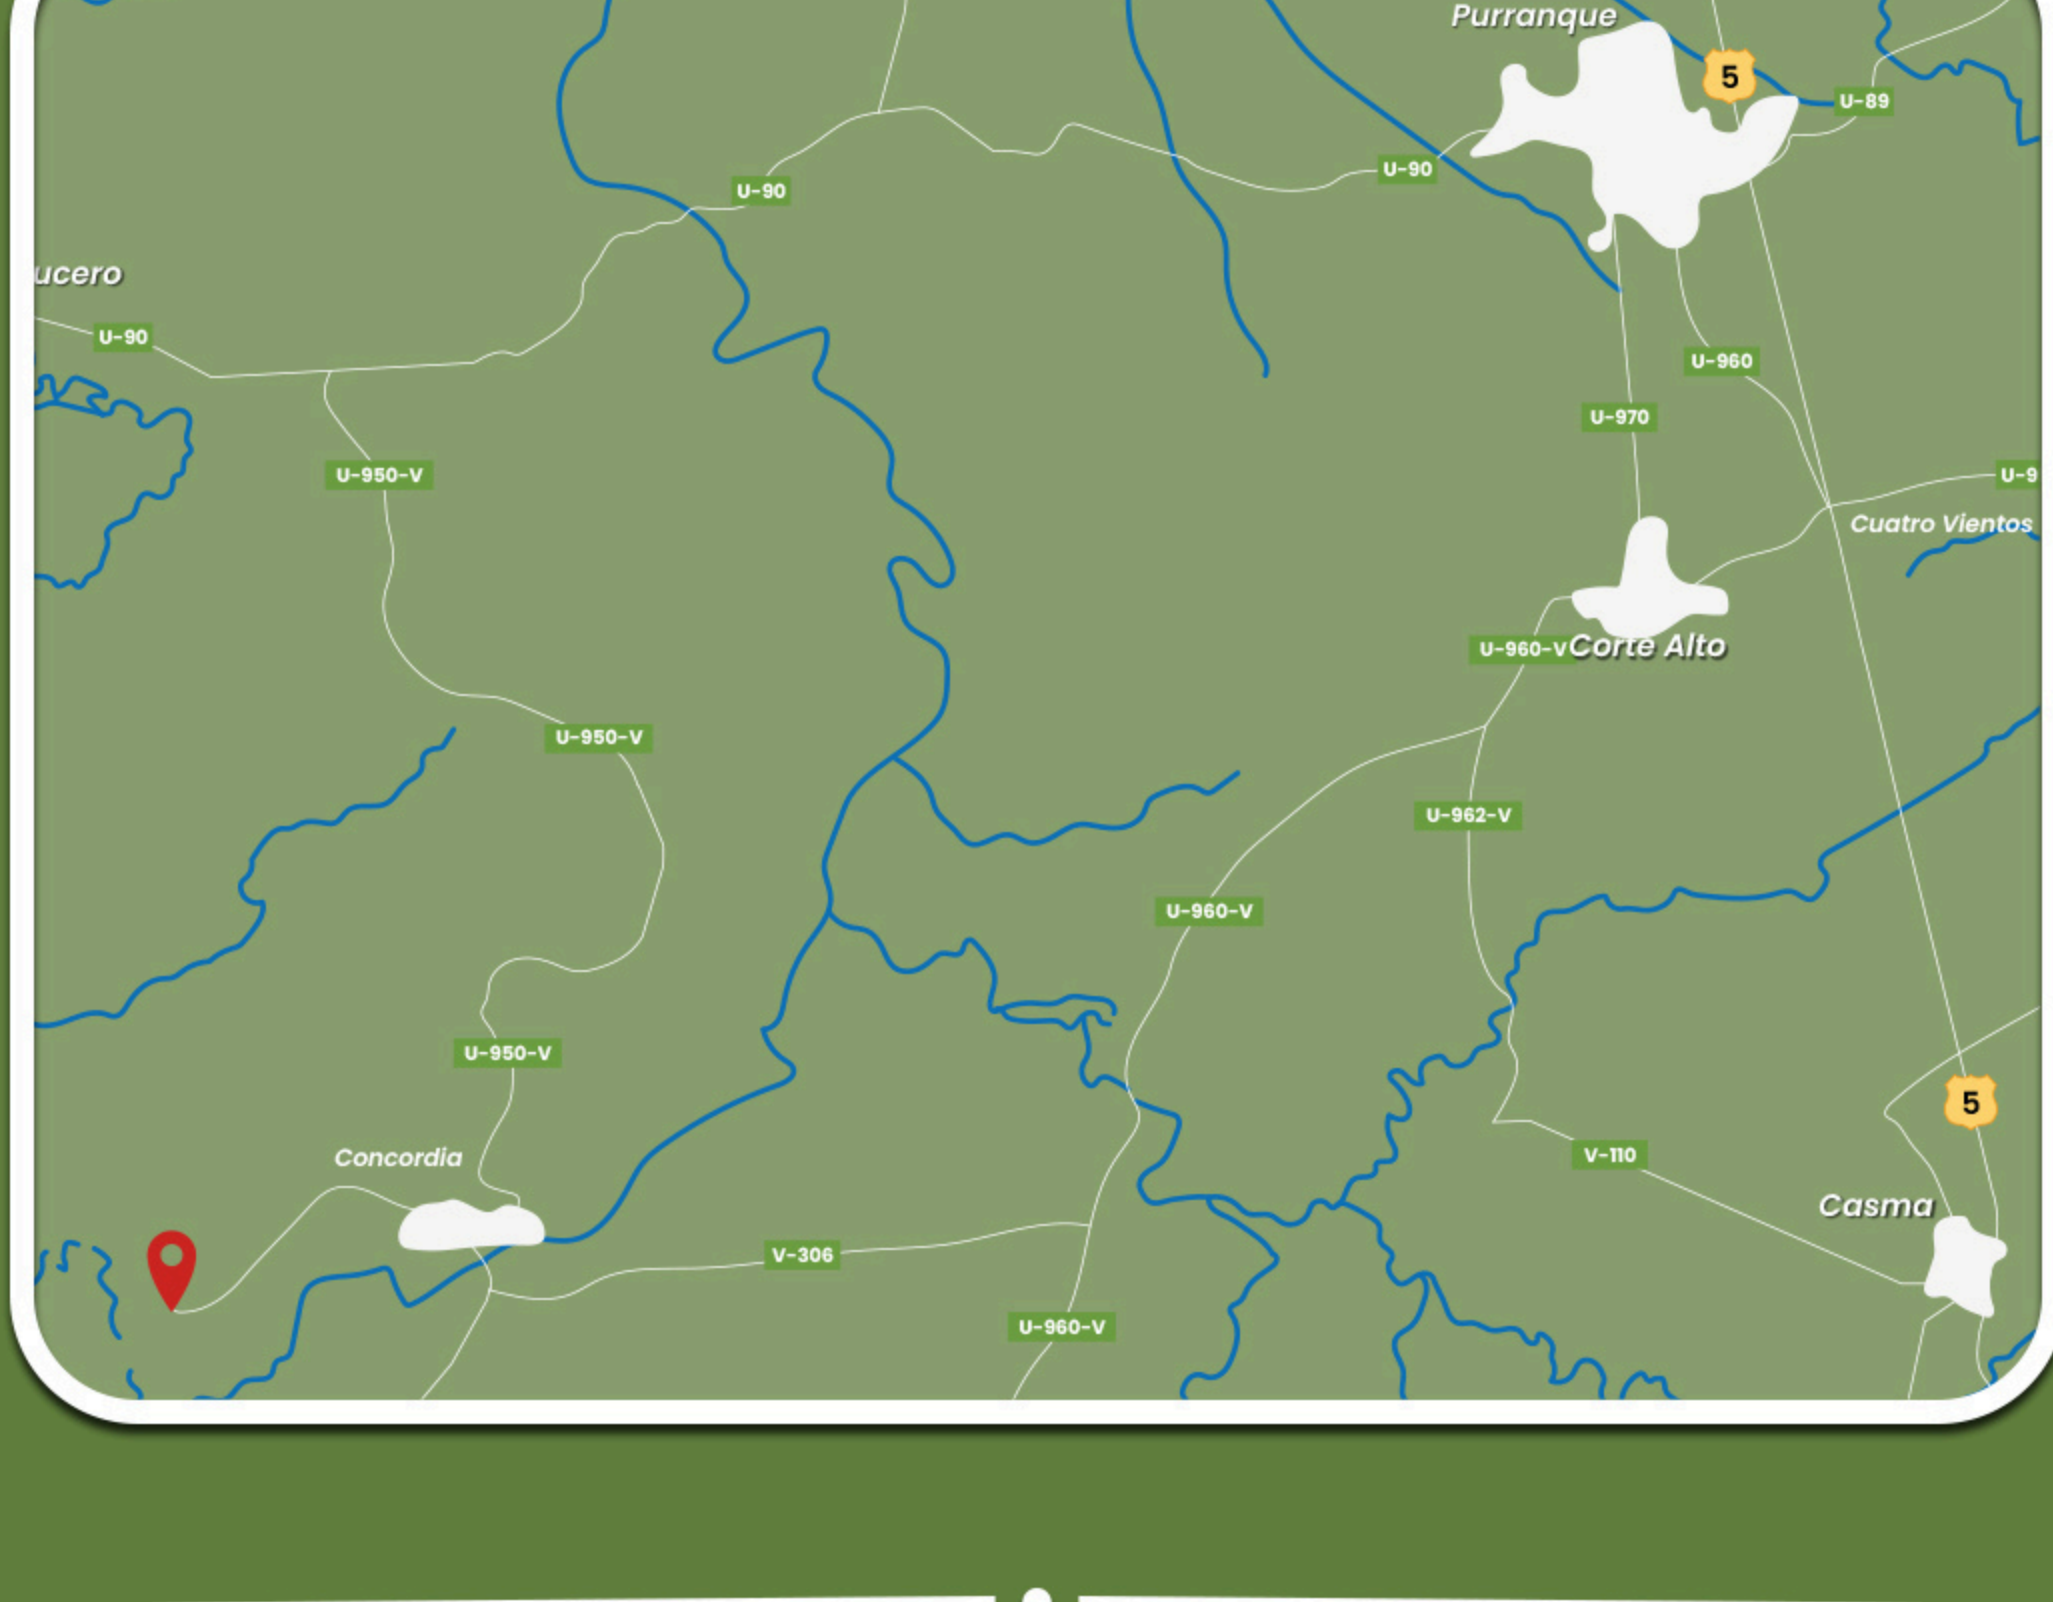 Purranque
5
U-89
U-90
U-90
ucero
U-90
U-960
U-970
U-950-V
U-9
Cuatro Vientos
U-960-V
Corte Alto
U-950-V
U-962-V
U-960-V
U-950-V
5
V-110
Concordia
Casma
V-306
U-960-V